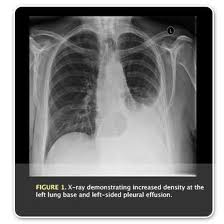 L
FIGURE 1. X-ray demonstrating increased density at the
left lung base and left-sided pleural effusion.